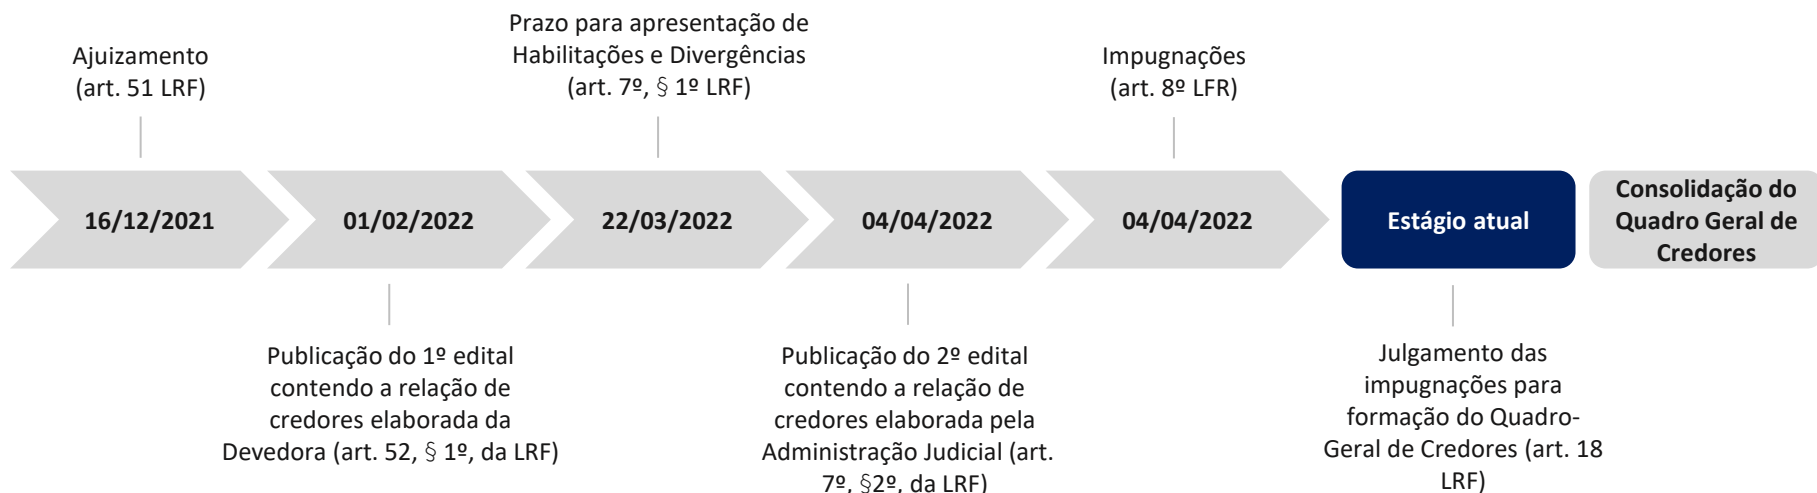 Ajuizamento
(art. 51 LRF)
Prazo para apresentação de
Habilitações e Divergências
(art. 7º, § 1º LRF)
Impugnações
(art. 8º LFR)
16/12/2021
01/02/2022
22/03/2022
04/04/2022
04/04/2022
Estágio atual
Consolidação do
Quadro Geral de
Credores
Publicação do 1º edital
contendo a relação de
credores elaborada da
Devedora (art. 52, § 1º, da LRF)
Publicação do 2º edital
contendo a relação de
credores elaborada pela
Administração Judicial (art.
7º, §2º, da LRF)
Julgamento das
impugnações para
formação do Quadro-
Geral de Credores (art. 18
LRF)